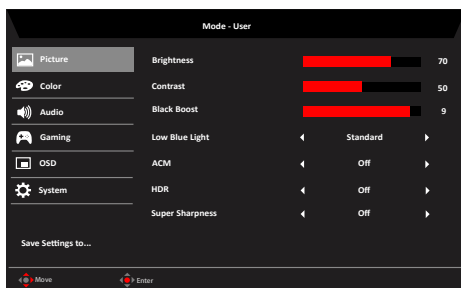 Mode - User
Picture
Brightness 70
Color
Contrast 50
Audio
Black Boost 9
Gaming
Low Blue Light Standard
OSD
ACM Off
System
HDR Off
Super Sharpness Off
Save Settings to...
Move Enter